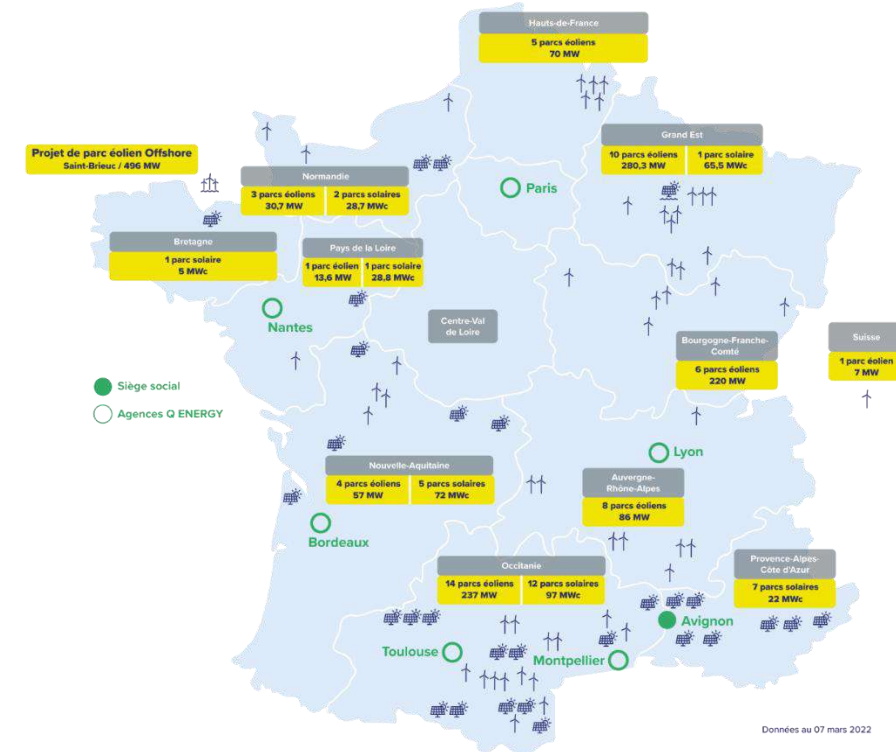 Hauts-de-France
5 parcs éoliens
70 MW
Grand Est
10 parcs éoliens
280,3 MW
1 parc solaire
65,5 MWc
Projet de parc éolien Offshore
Saint-Brieuc / 496 MW
Normandie
3 parcs éoliens
30,7 MW
2 parcs solaires
28,7 MWc
Paris
Bretagne
1 parc solaire
5 MWc
Pays de la Loire
1 parc éolien
13,6 MW
1 parc solaire
28,8 MWc
Nantes
Centre-Val
de Loire
Bourgogne-Franche-
Comté
6 parcs éoliens
220 MW
Suisse
1 parc éolien
7 MW
Siège social
Agences Q ENERGY
Lyon
Nouvelle-Aquitaine
4 parcs éoliens
57 MW
5 parcs solaires
72 MWc
Bordeaux
Auvergne-
Rhône-Alpes
8 parcs éoliens
86 MW
Occitanie
14 parcs éoliens
237 MW
12 parcs solaires
97 MWc
Provence-Alpes-
Côte d'Azur
7 parcs solaires
22 MWc
Avignon
Toulouse
Montpellier
Données au 07 mars 2022